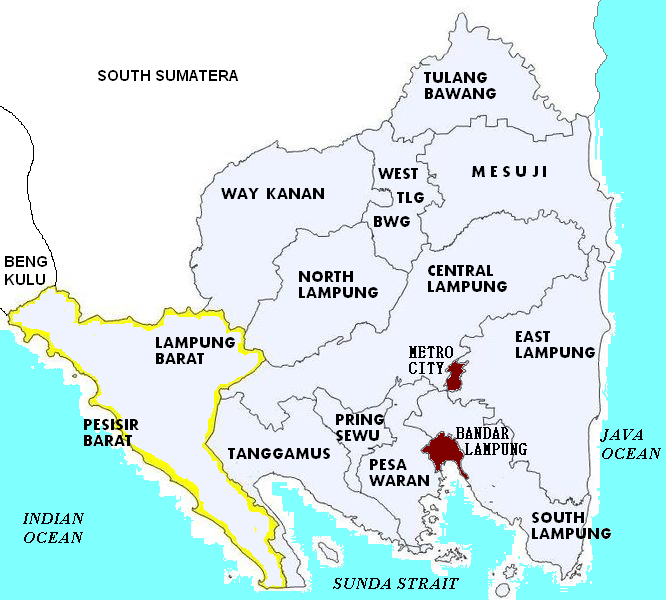 SOUTH SUMATERA
TULANG
BAWANG
WEST
TLG
BWG
MESUJI
WAY KANAN
BENG
KULU
NORTH
LAMPUNG
CENTRAL
LAMPUNG
LAMPUNG
BARAT
METRO
CITY
EAST
LAMPUNG
PESISIR
BARAT
PRING
SEWU
BANDAR
LAMPUNG
TANGGAMUS
PESA
WARAN
JAVA
OCEAN
INDIAN
OCEAN
SOUTH
LAMPUNG
SUNDA STRAIT